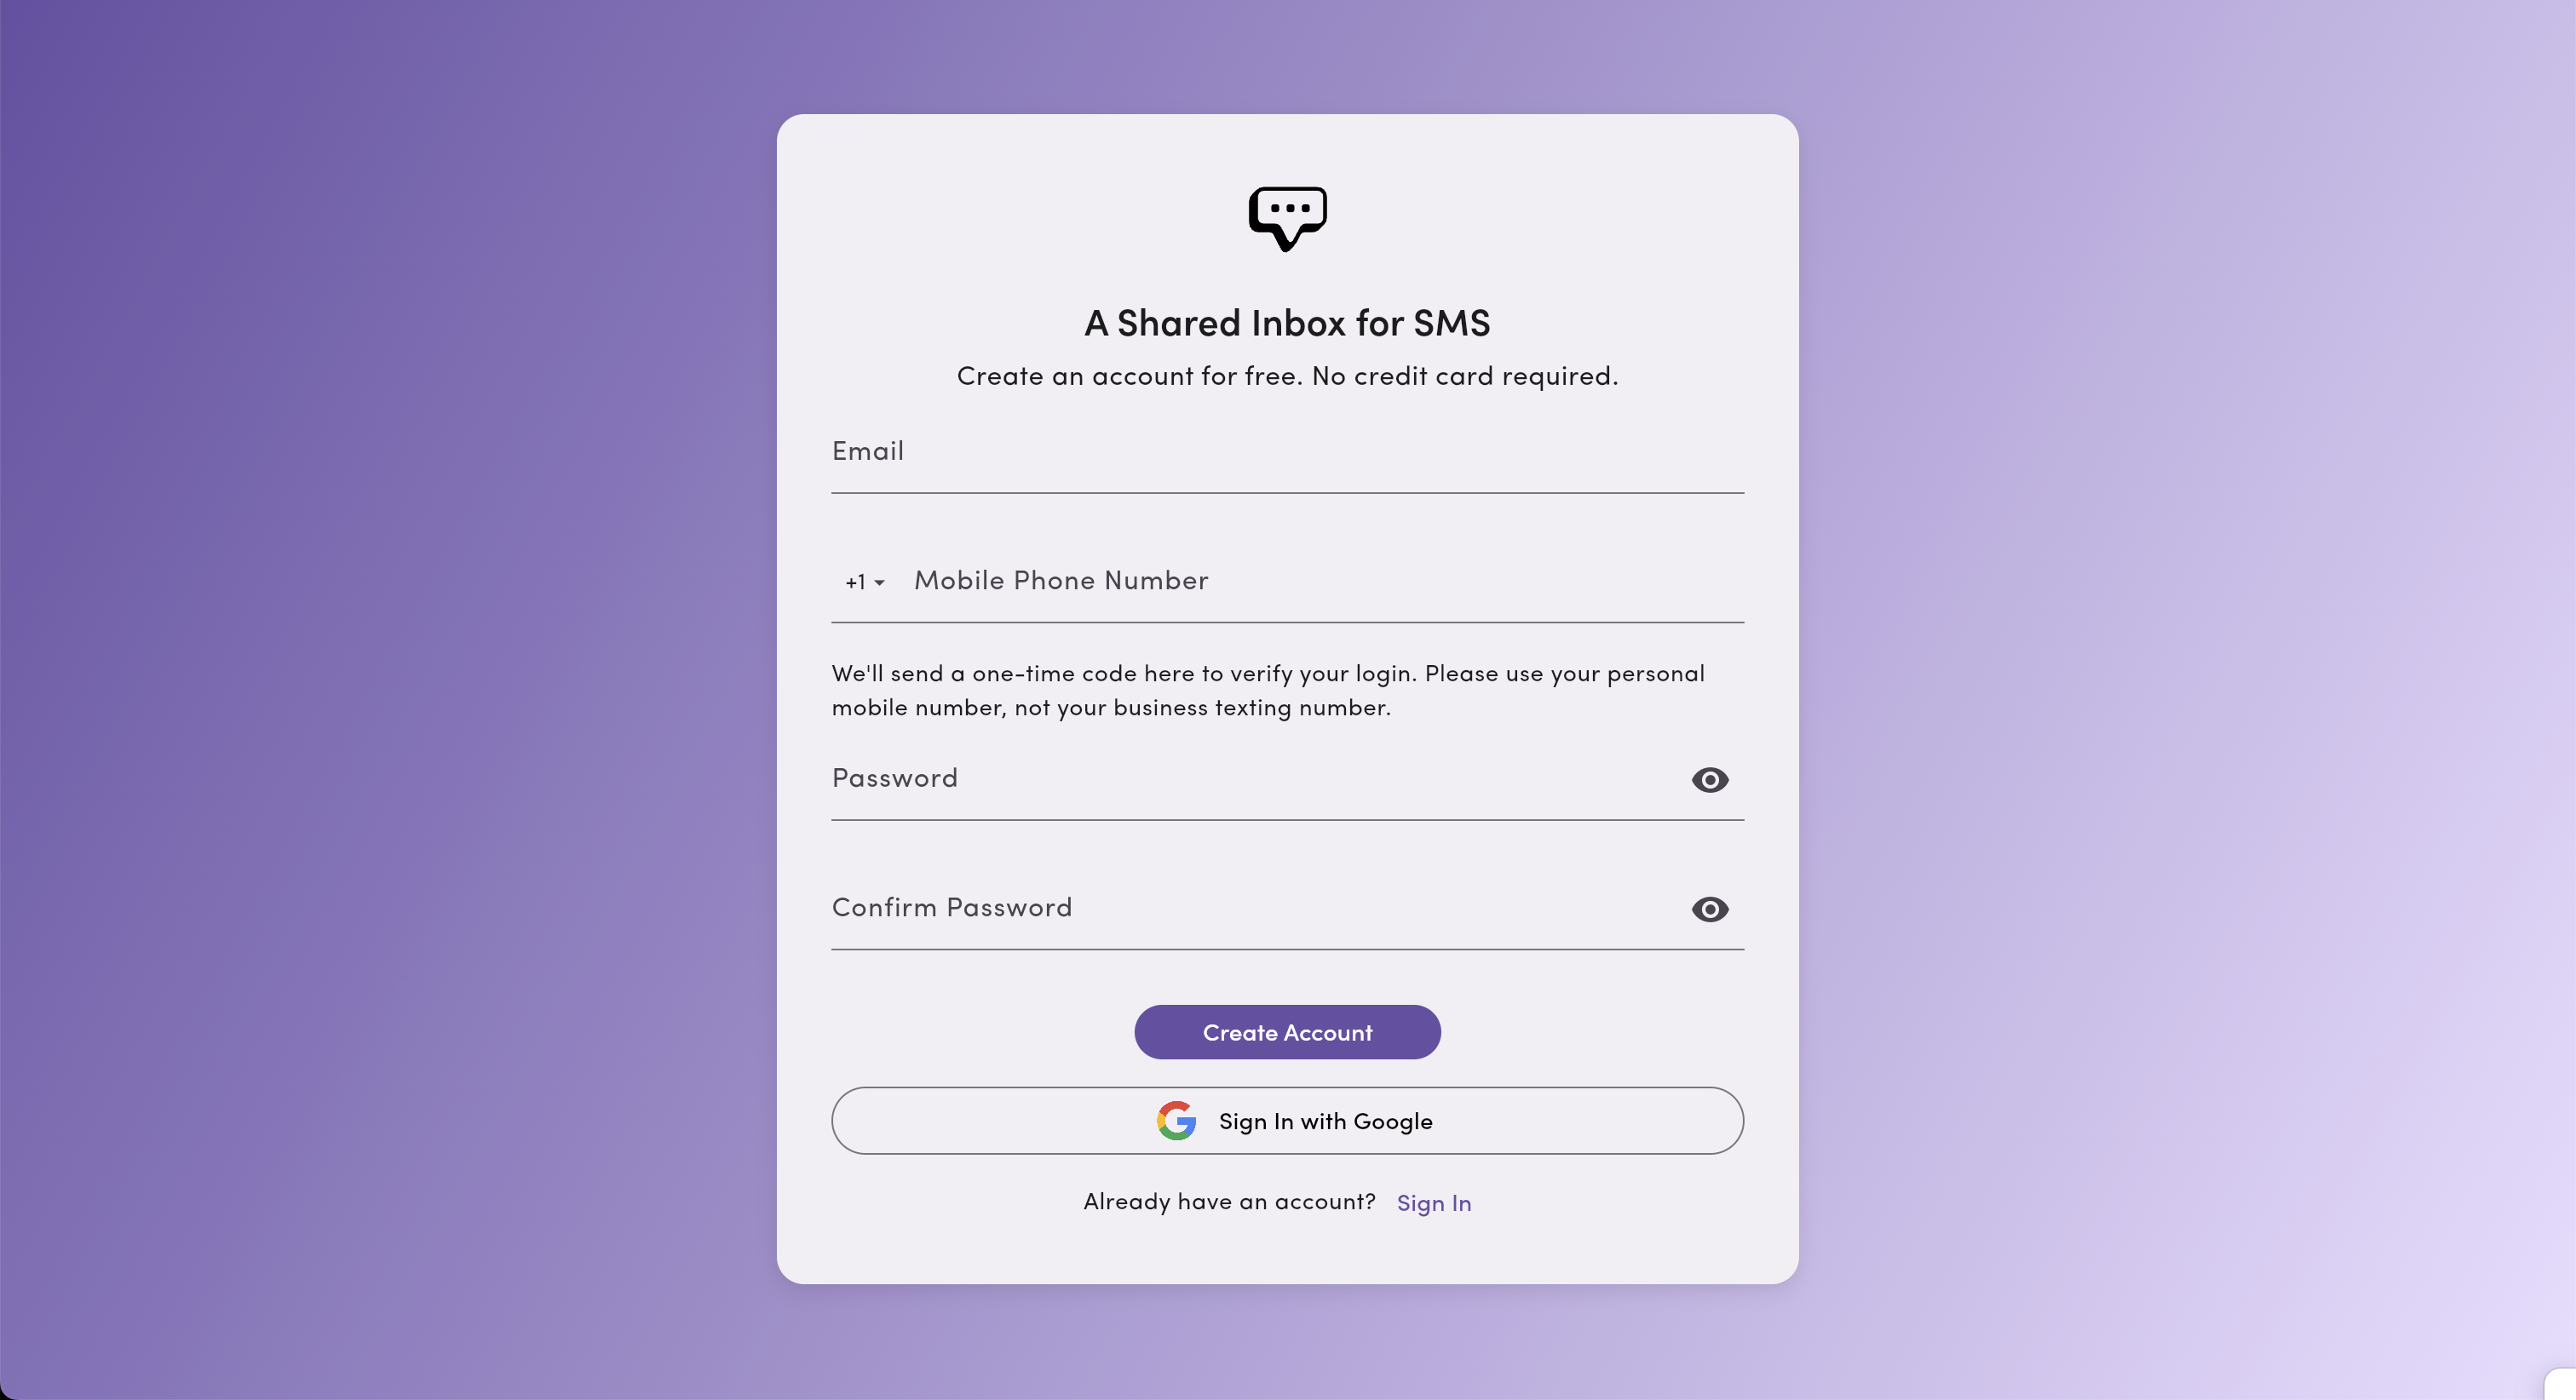 A Shared Inbox for SMS
Create an account for free. No credit card required.
Email
+1 Mobile Phone Number
We'll send a one-time code here to verify your login. Please use your personal
mobile number, not your business texting number.
Password
Confirm Password
Create Account
Sign In with Google
Already have an account? Sign In